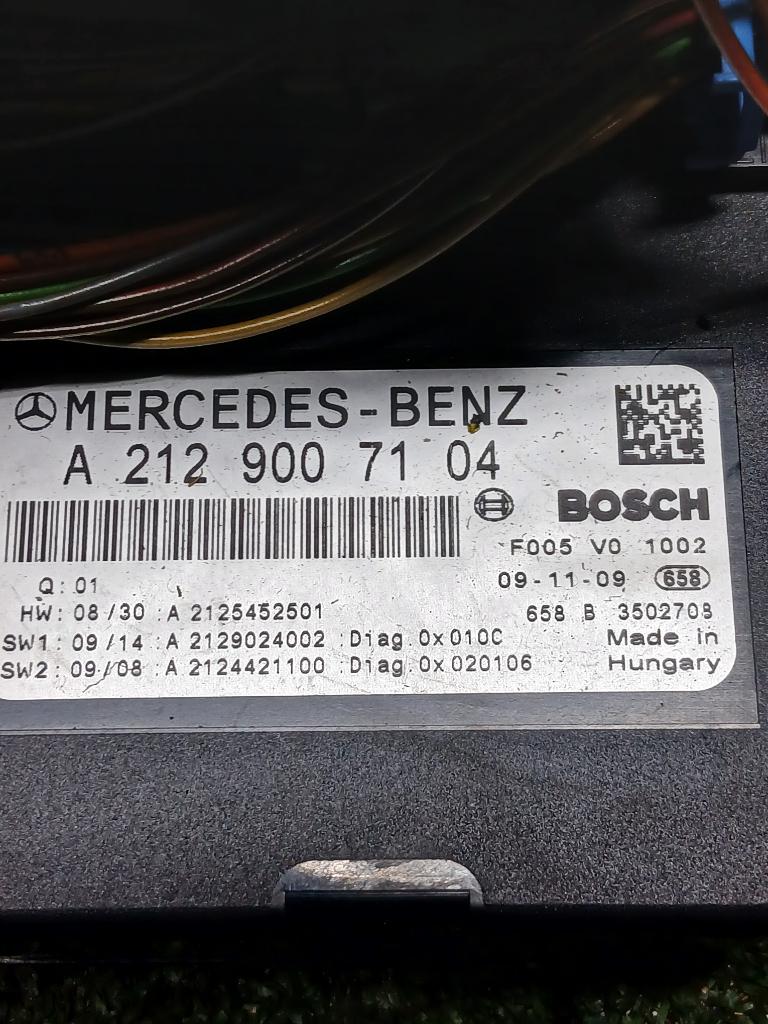 MERCEDES-BENZ
A 212 900 71 04
BOSCH
F005 V0 1002
Q: 01
09-11-09 658
HW: 08/30 :A 2125452501
658 B 3502708
SW1: 09/14 :A 2129024002 :Diag.0x010C
Made in
SW2: 09/08 :A 2124421100 :Diag.0x020106
Hungary